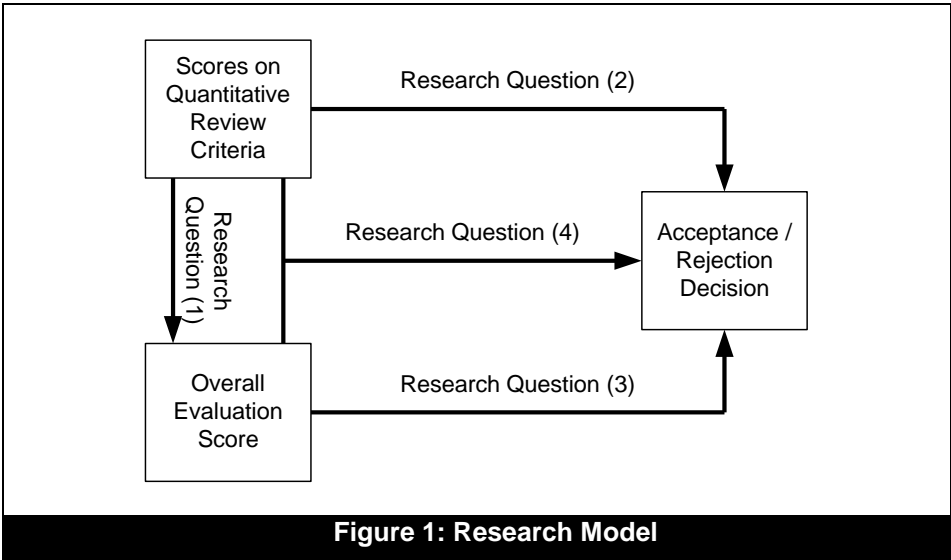 Scores on
Quantitative
Review
Criteria
Research Question (2)
Research
Question (1)
Research Question (4)
Acceptance /
Rejection
Decision
Overall
Evaluation
Score
Research Question (3)
Figure 1: Research Model